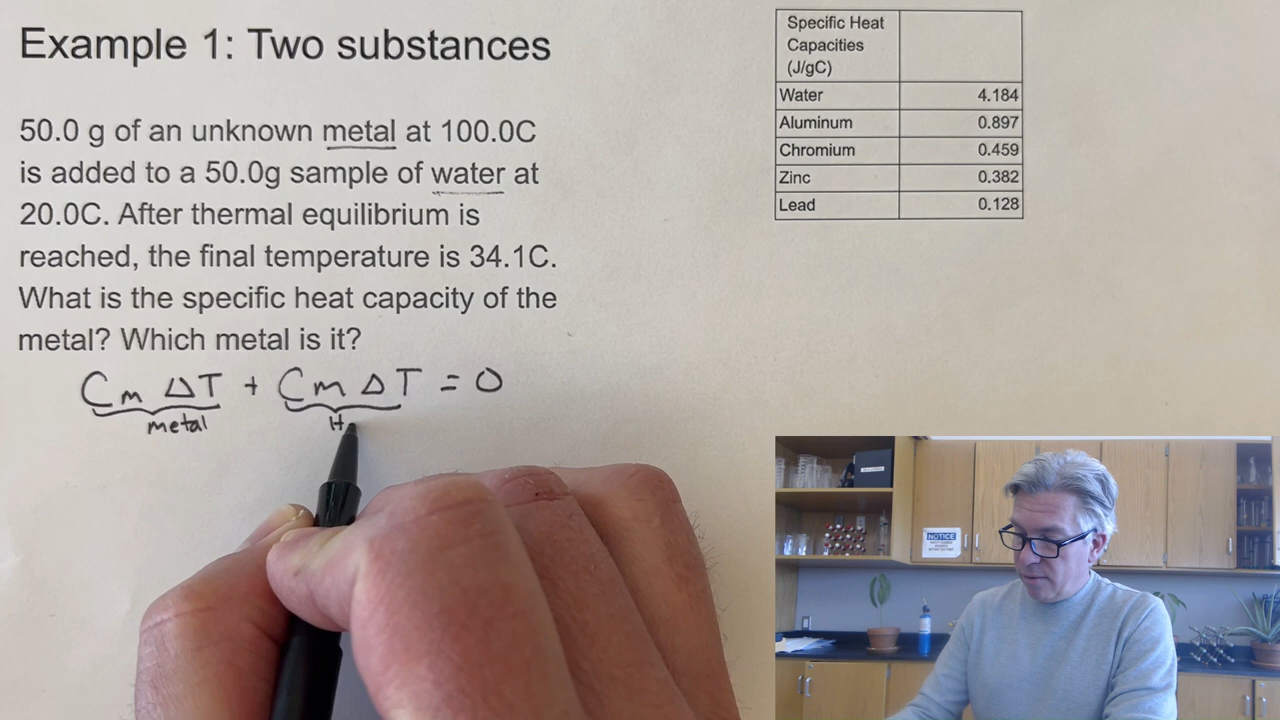 Example 1: Two substances
50.0 g of an unknown metal at 100.0C
is added to a 50.0g sample of water at
20.0C. After thermal equilibrium is
reached, the final temperature is 34.1C.
What is the specific heat capacity of the
metal? Which metal is it?
Cm ΔT + Cm ΔT = 0
metal H
Specific Heat
Capacities
(J/gC)
Water 4.184
Aluminum 0.897
Chromium 0.459
Zinc 0.382
Lead 0.128
NOTICE